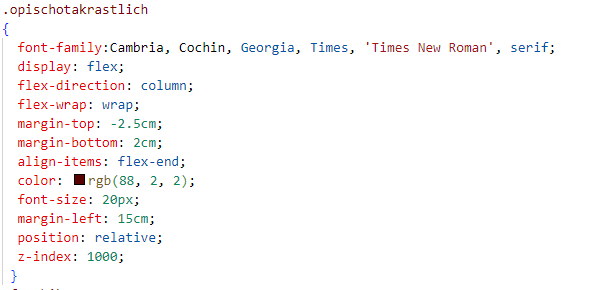 .opischotakrastlich
{
font-family:Cambria, Cochin, Georgia, Times, 'Times New Roman', serif;
display: flex;
flex-direction: column;
flex-wrap: wrap;
margin-top: -2.5cm;
margin-bottom: 2cm;
align-items: flex-end;
color: rgb(88, 2, 2);
font-size: 20px;
margin-left: 15cm;
position: relative;
z-index: 1000;
}